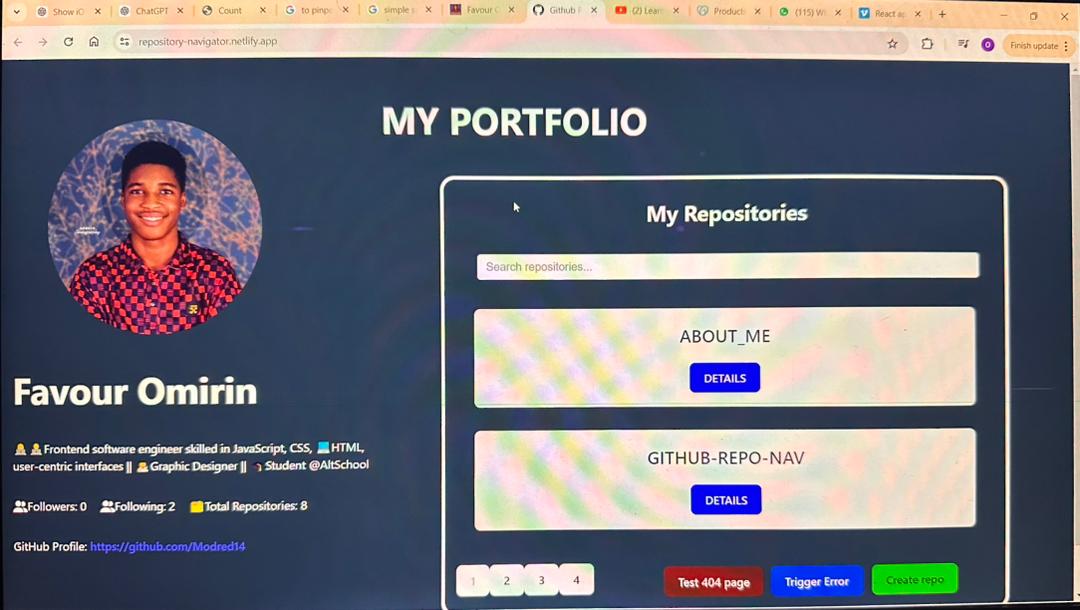 Show iC
ChatGPT
Count
to pinpo
simple s
Favour O
Github R
(2) Lear
Product
(115) W
React ap
repository-navigator.netlify.app
Finish update
MY PORTFOLIO
My Repositories
Search repositories...
ABOUT_ME
DETAILS
GITHUB-REPO-NAV
DETAILS
1 2 3 4
Test 404 page
Trigger Error
Create repo
Favour Omirin
Frontend software engineer skilled in JavaScript, CSS, HTML,
user-centric interfaces || Graphic Designer || Student @AltSchool
Followers: 0 Following: 2 Total Repositories: 8
GitHub Profile: https://github.com/Modred14